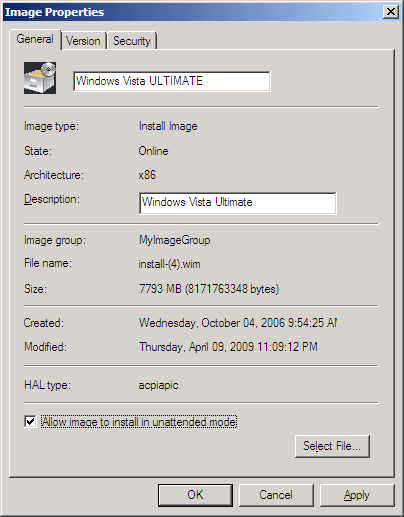 Image Properties
General Version Security
Windows Vista ULTIMATE
Image type: Install Image
State: Online
Architecture: x86
Description: Windows Vista Ultimate
Image group: MyImageGroup
File name: install-(4).wim
Size: 7793 MB (8171763348 bytes)
Created: Wednesday, October 04, 2006 9:54:25 AM
Modified: Thursday, April 09, 2009 11:09:12 PM
HAL type: acpiapic
Allow image to install in unattended mode
Select File...
OK Cancel Apply